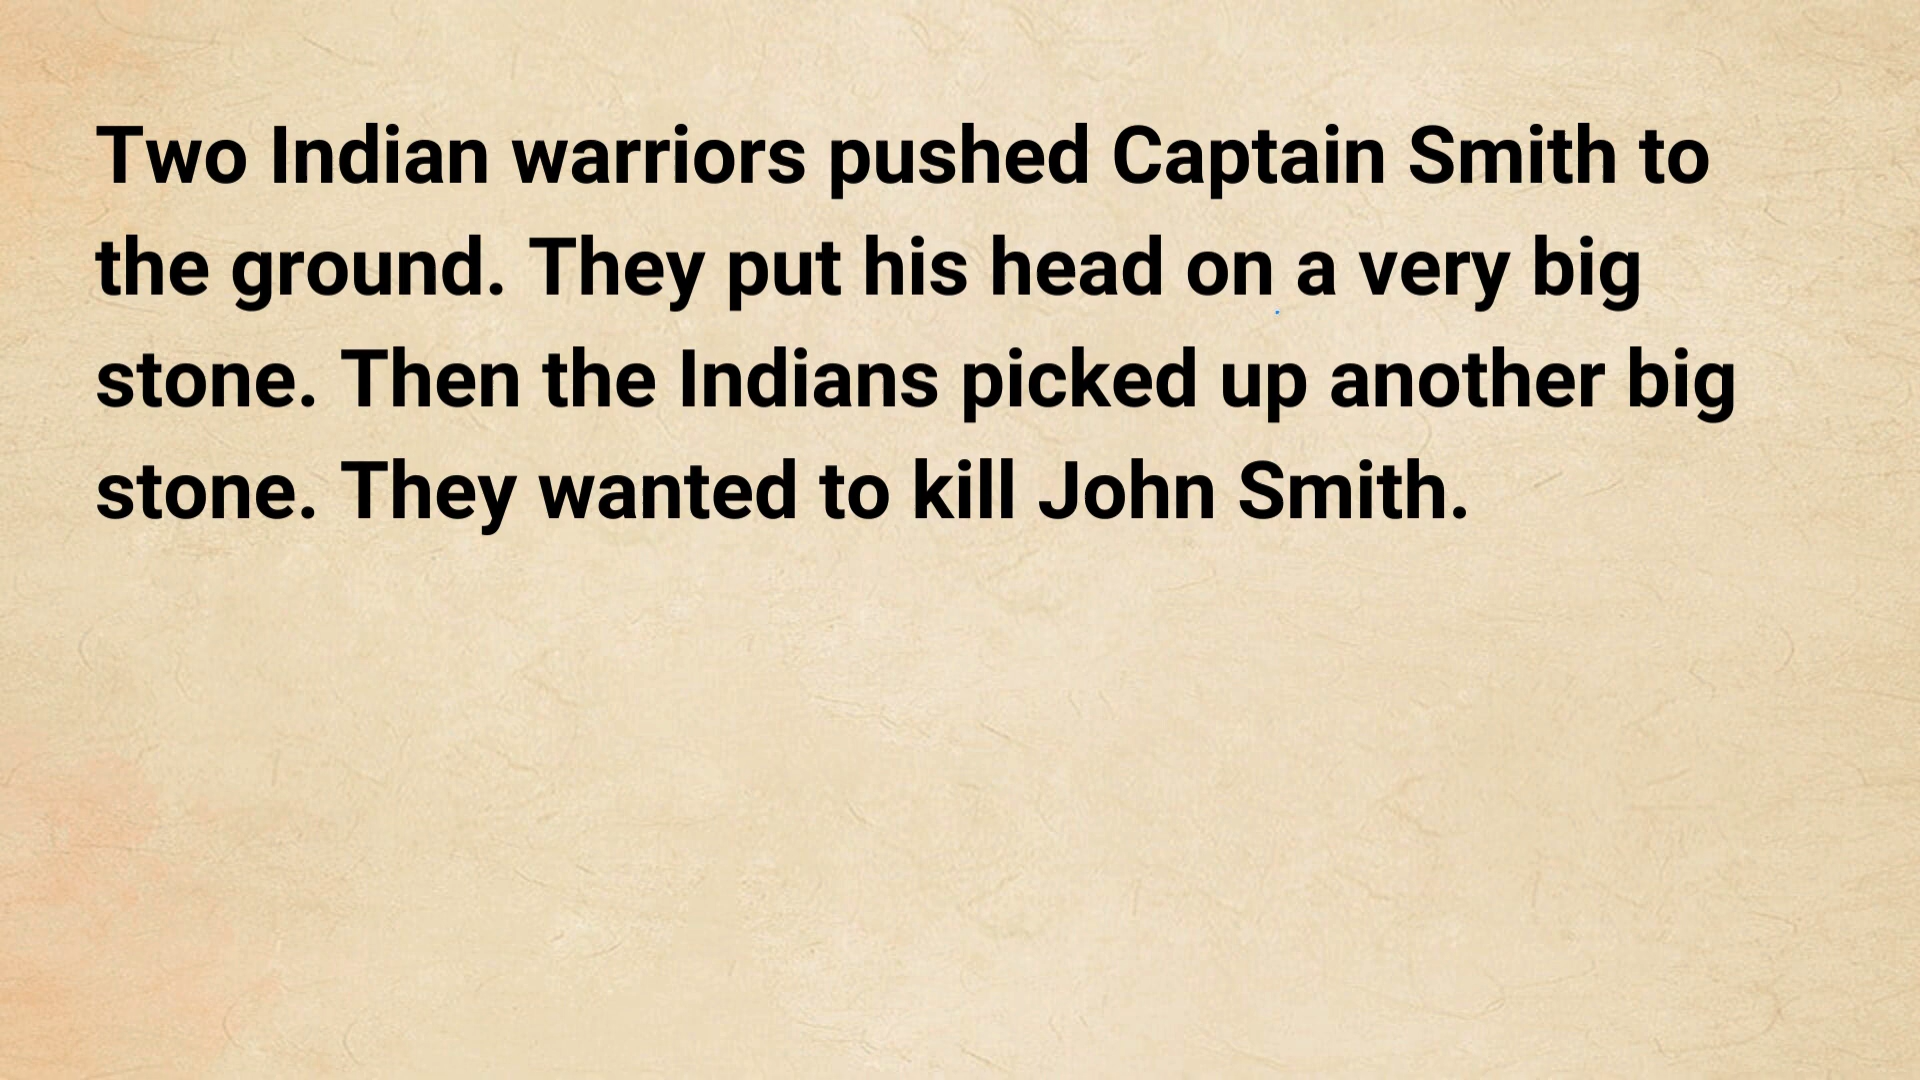 Two Indian warriors pushed Captain Smith to
the ground. They put his head on a very big
stone. Then the Indians picked up another big
stone. They wanted to kill John Smith.